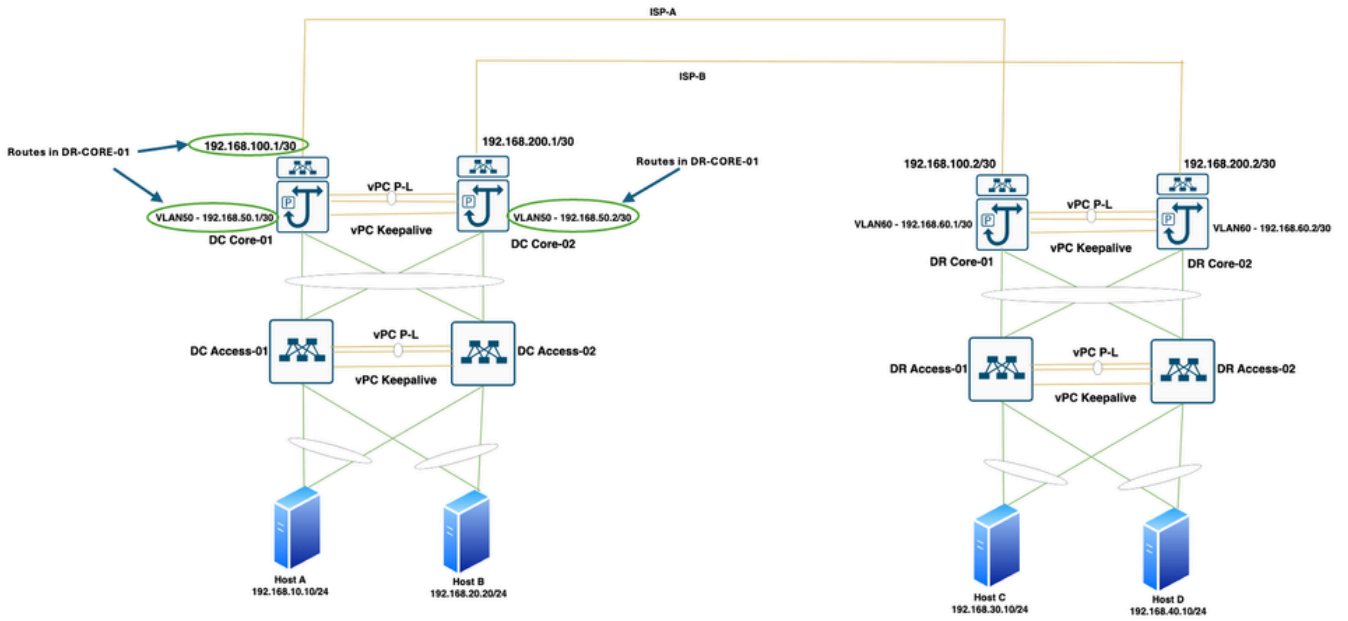 ISP-A
ISP-B
192.168.100.1/30
192.168.200.1/30
Routes in DR-CORE-01
Routes in DR-CORE-01
192.168.100.2/30
192.168.200.2/30
P
vPC P-L
P
VLAN50 - 192.168.50.1/30
VLAN50 - 192.168.50.2/30
vPC Keepalive
DC Core-01
DC Core-02
P
vPC P-L
P
VLAN60 - 192.168.60.1/30
VLAN60 - 192.168.60.2/30
vPC Keepalive
DR Core-01
DR Core-02
vPC P-L
DC Access-01
DC Access-02
vPC Keepalive
vPC P-L
DR Access-01
DR Access-02
vPC Keepalive
Host A
192.168.10.10/24
Host B
192.168.20.20/24
Host C
192.168.30.10/24
Host D
192.168.40.10/24